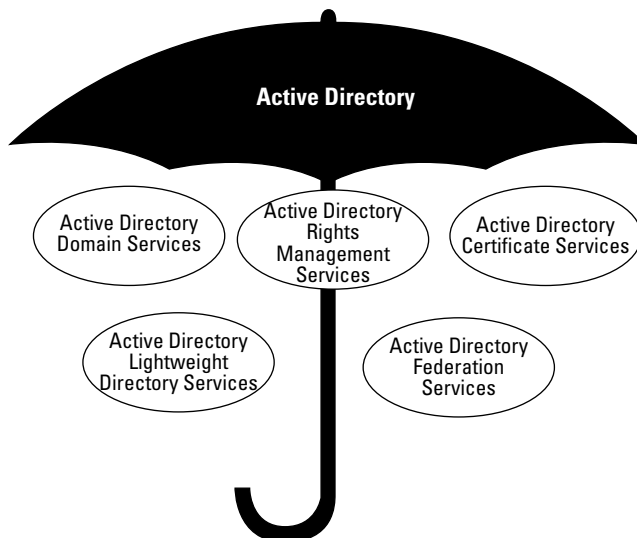 Active Directory
Active Directory
Domain Services
Active Directory
Rights
Management
Services
Active Directory
Certificate Services
Active Directory
Lightweight
Directory Services
Active Directory
Federation
Services